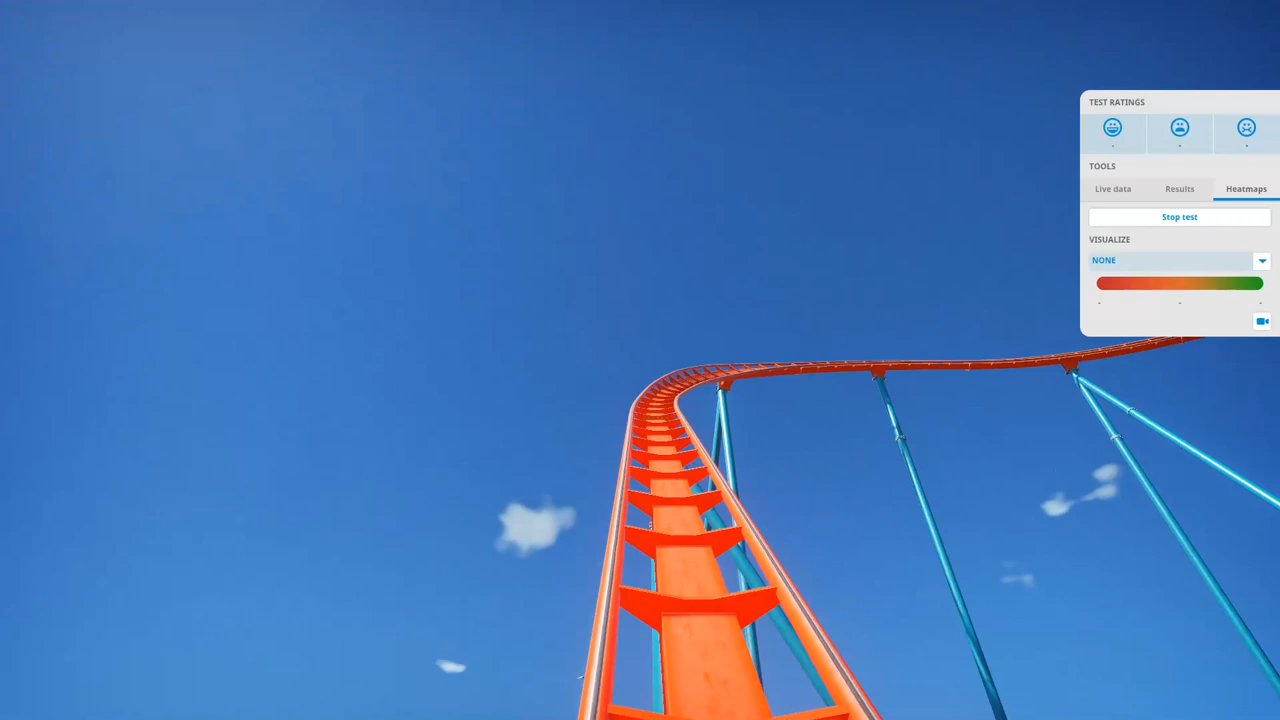 TEST RATINGS
- - -
TOOLS
Live data Results Heatmaps
Stop test
VISUALIZE
NONE
- - -